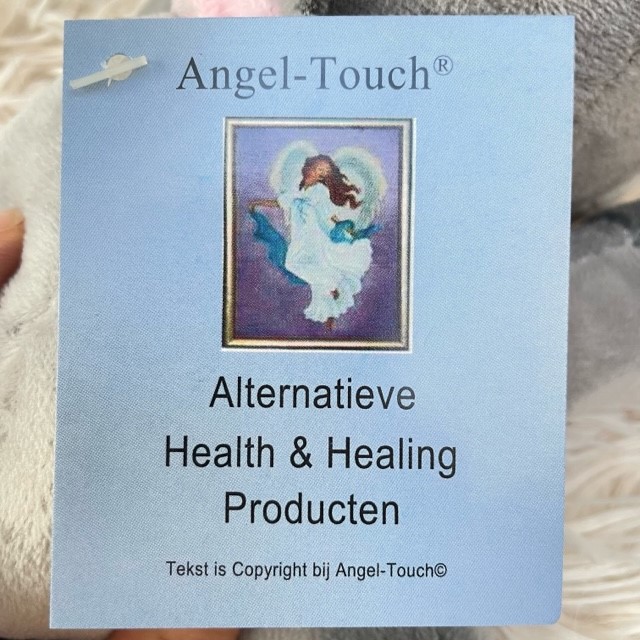 Angel-Touch®
Alternatieve
Health & Healing
Producten
Tekst is Copyright bij Angel-Touch©